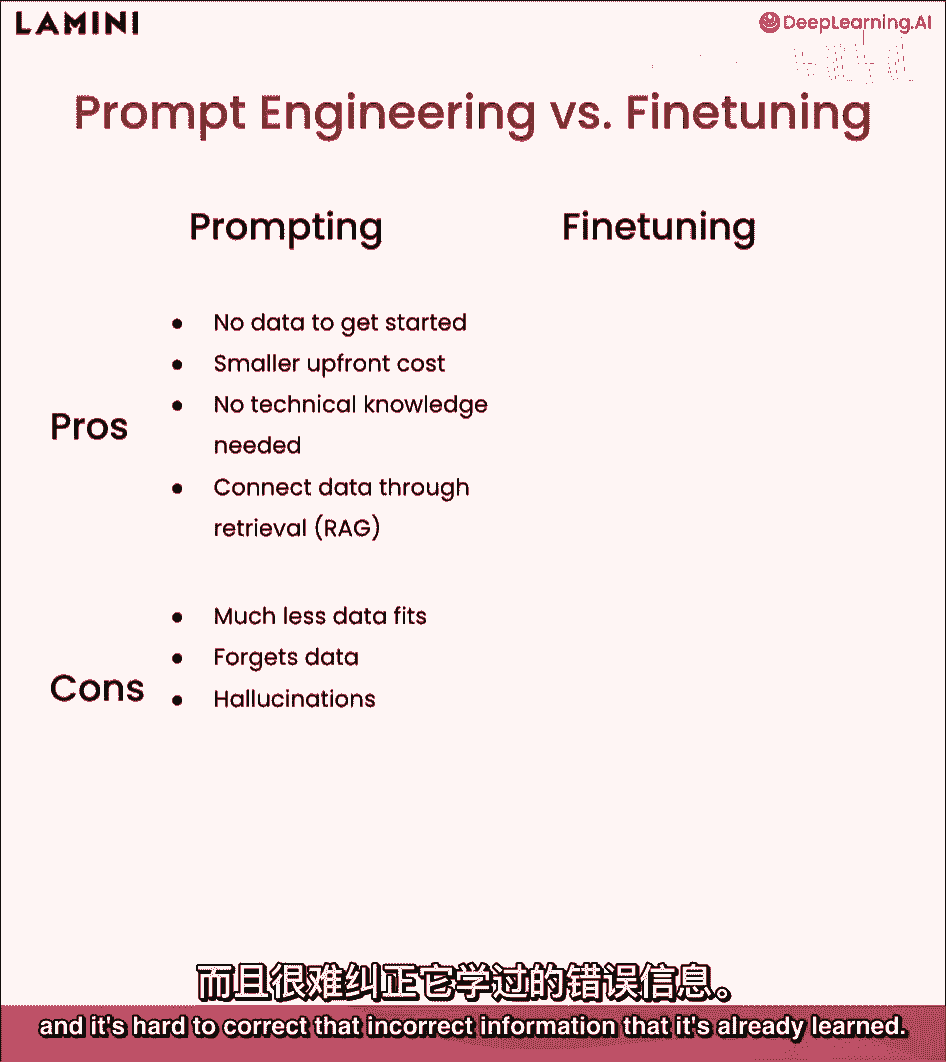 LAMINI
DeepLearning.AI
Prompt Engineering vs. Finetuning
Prompting
Finetuning
Pros
No data to get started
Smaller upfront cost
No technical knowledge
needed
Connect data through
retrieval (RAG)
Cons
Much less data fits
Forgets data
Hallucinations
而且很难纠正它学过的错误信息。
and it's hard to correct that incorrect information that it's already learned.